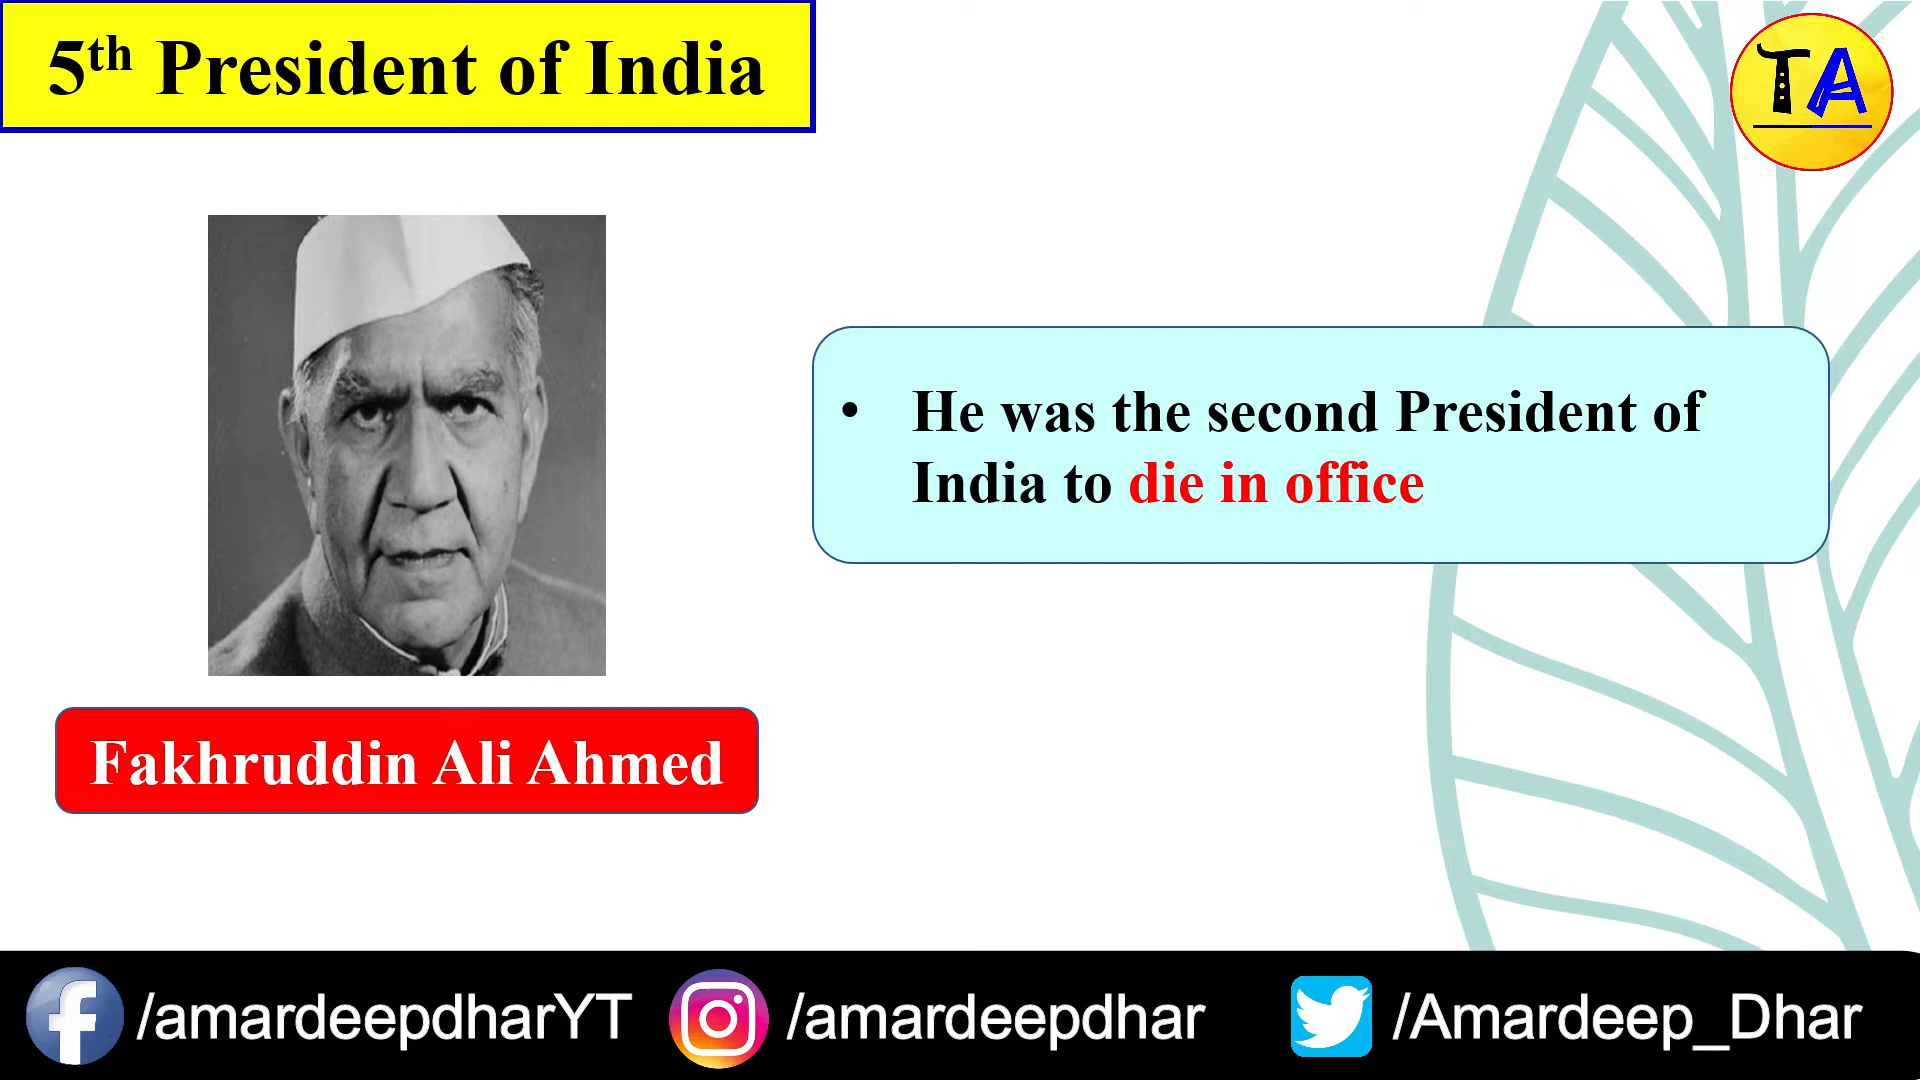 5th President of India
TA
• He was the second President of
India to die in office
Fakhruddin Ali Ahmed
/amardeepdharYT
/amardeepdhar
/Amardeep_Dhar